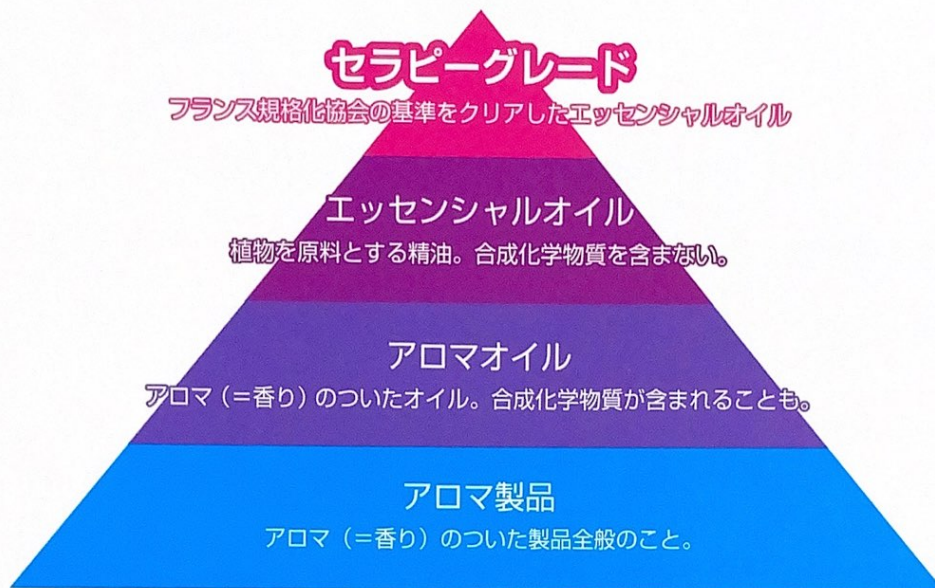 セラピーグレード
フランス規格化協会の基準をクリアしたエッセンシャルオイル
エッセンシャルオイル
植物を原料とする精油。合成化学物質を含まない。
アロマオイル
アロマ（＝香り）のついたオイル。合成化学物質が含まれることも。
アロマ製品
アロマ（＝香り）のついた製品全般のこと。